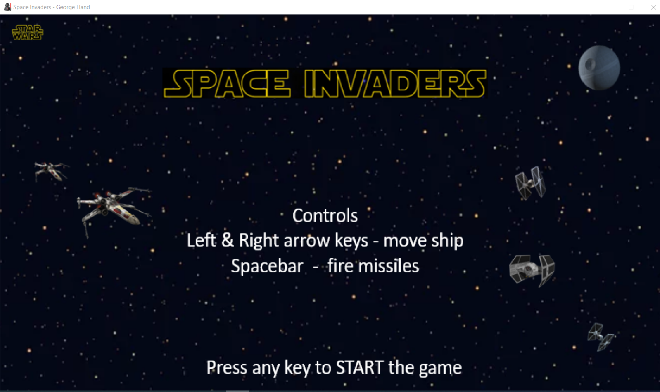 Space Invaders - George Hand
STAR
WARS
SPACE INVADERS
Controls
Left & Right arrow keys - move ship
Spacebar - fire missiles
Press any key to START the game